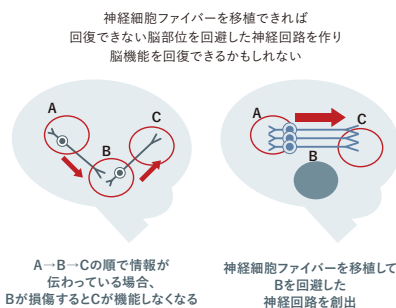 神経細胞ファイバーを移植できれば
回復できない脳部位を回避した神経回路を作り
脳機能を回復できるかもしれない
A
B
C
A
B
C
A→B→Cの順で情報が
伝わっている場合、
Bが損傷するとCが機能しなくなる
神経細胞ファイバーを移植して
Bを回避した
神経回路を創出